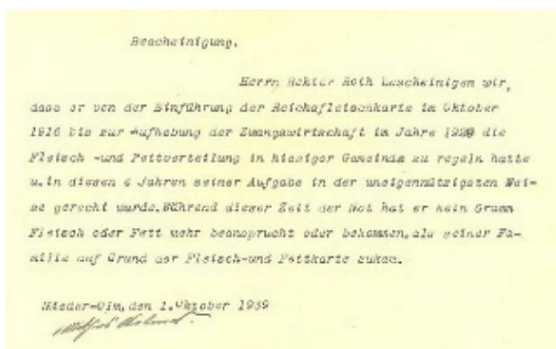 Bescheinigung.
Herrn Rektor Roth bescheinigen wir,
dass er von der Einführung der Reichsfleischkarte im Oktober
1916 bis zur Aufhebung der Zwangswirtschaft im Jahre 1920 die
Fleisch -und Fettverteilung in hiesiger Gemeinde zu regeln hatte
u.in diesen 4 Jahren seiner Aufgabe in der uneigennützigsten Wei-
se gerecht wurde.Während dieser Zeit der Not hat er kein Gramm
Fleisch oder Fett mehr beansprucht oder bekommen,als seiner Fa-
milie auf Grund der Fleisch-und Fettkarte zukam.
Nieder-Olm,den 1.Oktober 1939